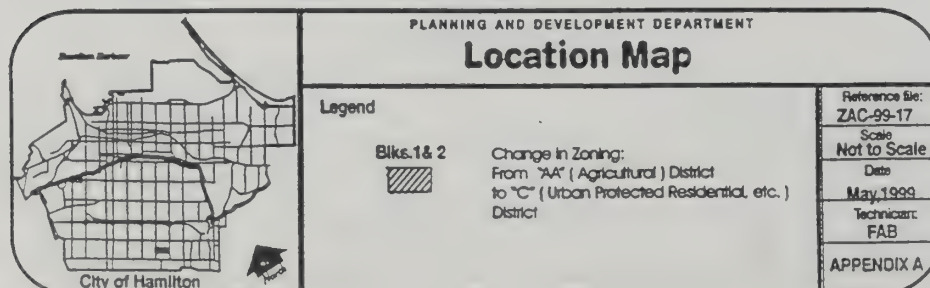 PLANNING AND DEVELOPMENT DEPARTMENT
Location Map
Legend
Blks.1& 2
Change in Zoning:
From "AA" ( Agricultural ) District
to "C" ( Urban Protected Residential, etc. )
District
Reference file:
ZAC-99-17
Scale
Not to Scale
Date
May,1999
Technician:
FAB
APPENDIX A
Harbour
City of Hamilton
North